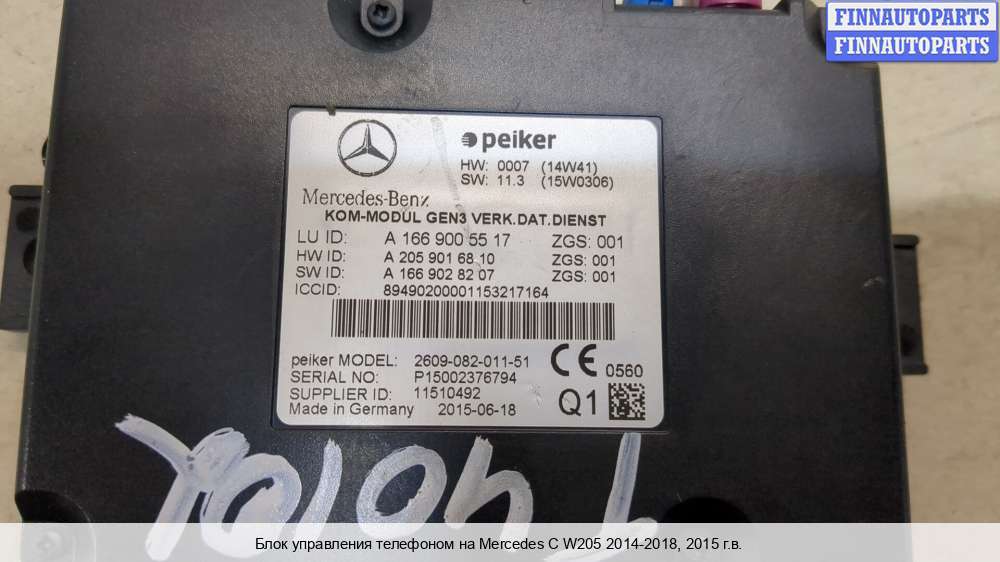 FINNAUTOPARTS
FINNAUTOPARTS
peiker
HW: 0007 (14W41)
SW: 11.3 (15W0306)
Mercedes-Benz
KOM-MODUL GEN3 VERK.DAT.DIENST
LU ID: A 166 900 55 17 ZGS: 001
HW ID: A 205 901 68 10 ZGS: 001
SW ID: A 166 902 82 07 ZGS: 001
ICCID: 89490200001153217164
peiker MODEL: 2609-082-011-51
CE 0560
SERIAL NO: P15002376794
SUPPLIER ID: 11510492
Made in Germany 2015-06-18
Q1
Блок управления телефоном на Mercedes C W205 2014-2018, 2015 г.в.